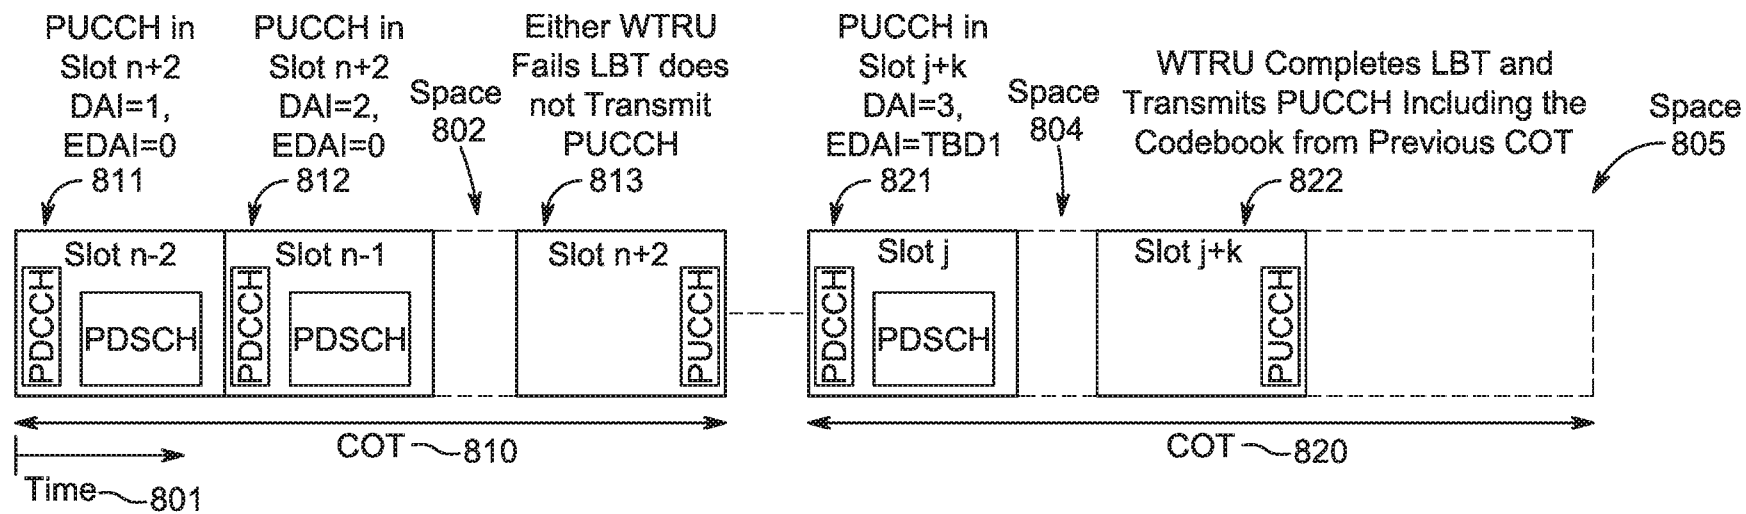 PUCCH in
Slot n+2
DAI=1,
EDAI=0
811
PUCCH in
Slot n+2
DAI=2,
EDAI=0
812
Space
802
Either WTRU
Fails LBT does
not Transmit
PUCCH
813
PUCCH in
Slot j+k
DAI=3,
EDAI=TBD1
821
Space
804
WTRU Completes LBT and
Transmits PUCCH Including the
Codebook from Previous COT
822
Space
805
Slot n-2
PDCCH
PDSCH
Slot n-1
PDCCH
PDSCH
Slot n+2
PUCCH
Slot j
PDCCH
PDSCH
Slot j+k
PUCCH
COT 810
COT 820
Time 801